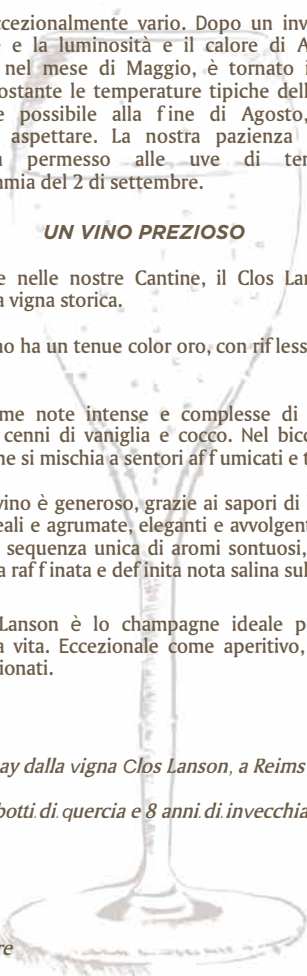 ccezionalmente vario. Dopo un inv
e e la luminosità e il calore di A
nel mese di Maggio, è tornato i
ostante le temperature tipiche dell
e possibile alla fine di Agosto,
aspettare. La nostra pazienza
permesso alle uve di ter
mia del 2 di settembre.
UN VINO PREZIOSO
e nelle nostre Cantine, il Clos Lan
a vigna storica.
no ha un tenue color oro, con rifless
me note intense e complesse di
cenni di vaniglia e cocco. Nel bicc
he si mischia a sentori affumicati e t
vino è generoso, grazie ai sapori di
eali e agrumate, eleganti e avvolgent
sequenza unica di aromi sontuosi,
a raffinata e definita nota salina sul
Lanson è lo champagne ideale p
a vita. Eccezionale come aperitivo,
ionati.
ay dalla vigna Clos Lanson, a Reims
botti di quercia e 8 anni di invecchia
re